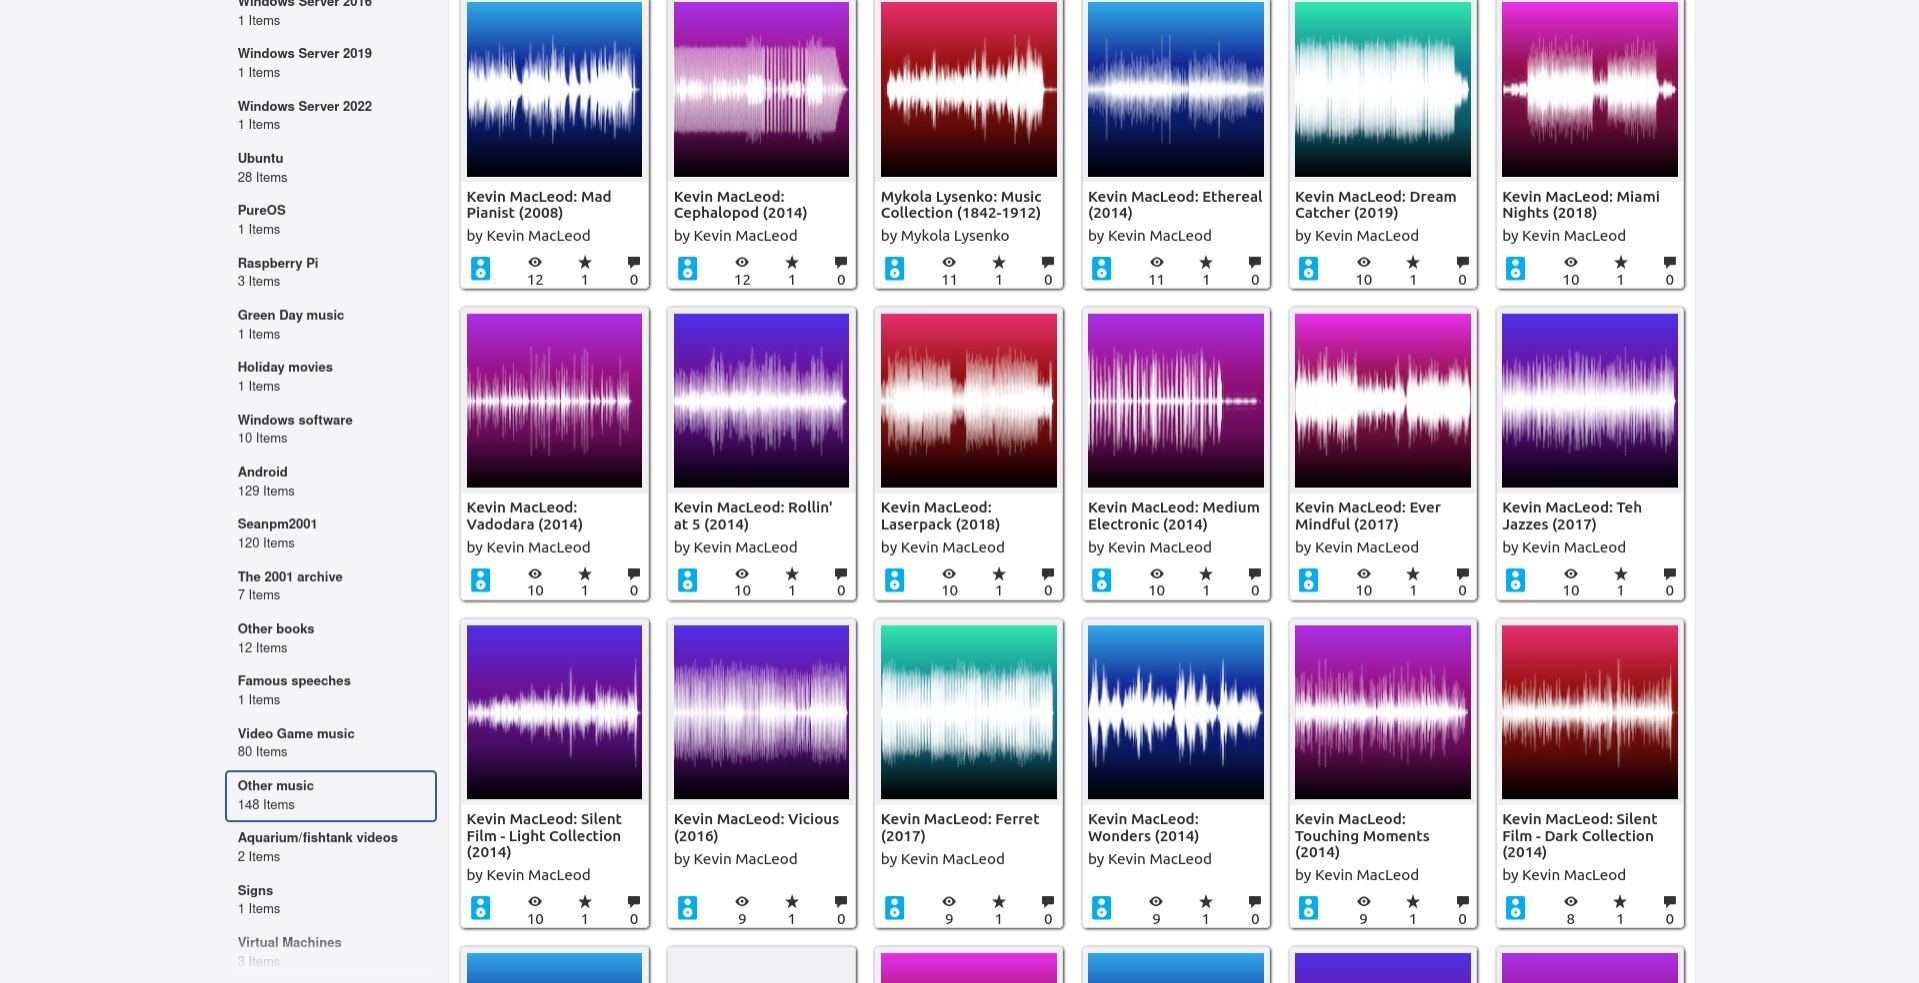 Windows Server 2016
1 Items
Windows Server 2019
1 Items
Windows Server 2022
1 Items
Ubuntu
28 Items
PureOS
1 Items
Raspberry Pi
3 Items
Green Day music
1 Items
Holiday movies
1 Items
Windows software
10 Items
Android
129 Items
Seanpm2001
120 Items
The 2001 archive
7 Items
Other books
12 Items
Famous speeches
1 Items
Video Game music
80 Items
Other music
148 Items
Aquarium/fishtank videos
2 Items
Signs
1 Items
Virtual Machines
3 Items
Kevin MacLeod: Mad
Pianist (2008)
by Kevin MacLeod
12 1 0
Kevin MacLeod:
Cephalopod (2014)
by Kevin MacLeod
12 1 0
Mykola Lysenko: Music
Collection (1842-1912)
by Mykola Lysenko
11 1 0
Kevin MacLeod: Ethereal
(2014)
by Kevin MacLeod
11 1 0
Kevin MacLeod: Dream
Catcher (2019)
by Kevin MacLeod
10 1 0
Kevin MacLeod: Miami
Nights (2018)
by Kevin MacLeod
10 1 0
Kevin MacLeod:
Vadodara (2014)
by Kevin MacLeod
10 1 0
Kevin MacLeod: Rollin'
at 5 (2014)
by Kevin MacLeod
10 1 0
Kevin MacLeod:
Laserpack (2018)
by Kevin MacLeod
10 1 0
Kevin MacLeod: Medium
Electronic (2014)
by Kevin MacLeod
10 1 0
Kevin MacLeod: Ever
Mindful (2017)
by Kevin MacLeod
10 1 0
Kevin MacLeod: Teh
Jazzes (2017)
by Kevin MacLeod
10 1 0
Kevin MacLeod: Silent
Film - Light Collection
(2014)
by Kevin MacLeod
10 1 0
Kevin MacLeod: Vicious
(2016)
by Kevin MacLeod
9 1 0
Kevin MacLeod: Ferret
(2017)
by Kevin MacLeod
9 1 0
Kevin MacLeod:
Wonders (2014)
by Kevin MacLeod
9 1 0
Kevin MacLeod:
Touching Moments
(2014)
by Kevin MacLeod
9 1 0
Kevin MacLeod: Silent
Film - Dark Collection
(2014)
by Kevin MacLeod
8 1 0